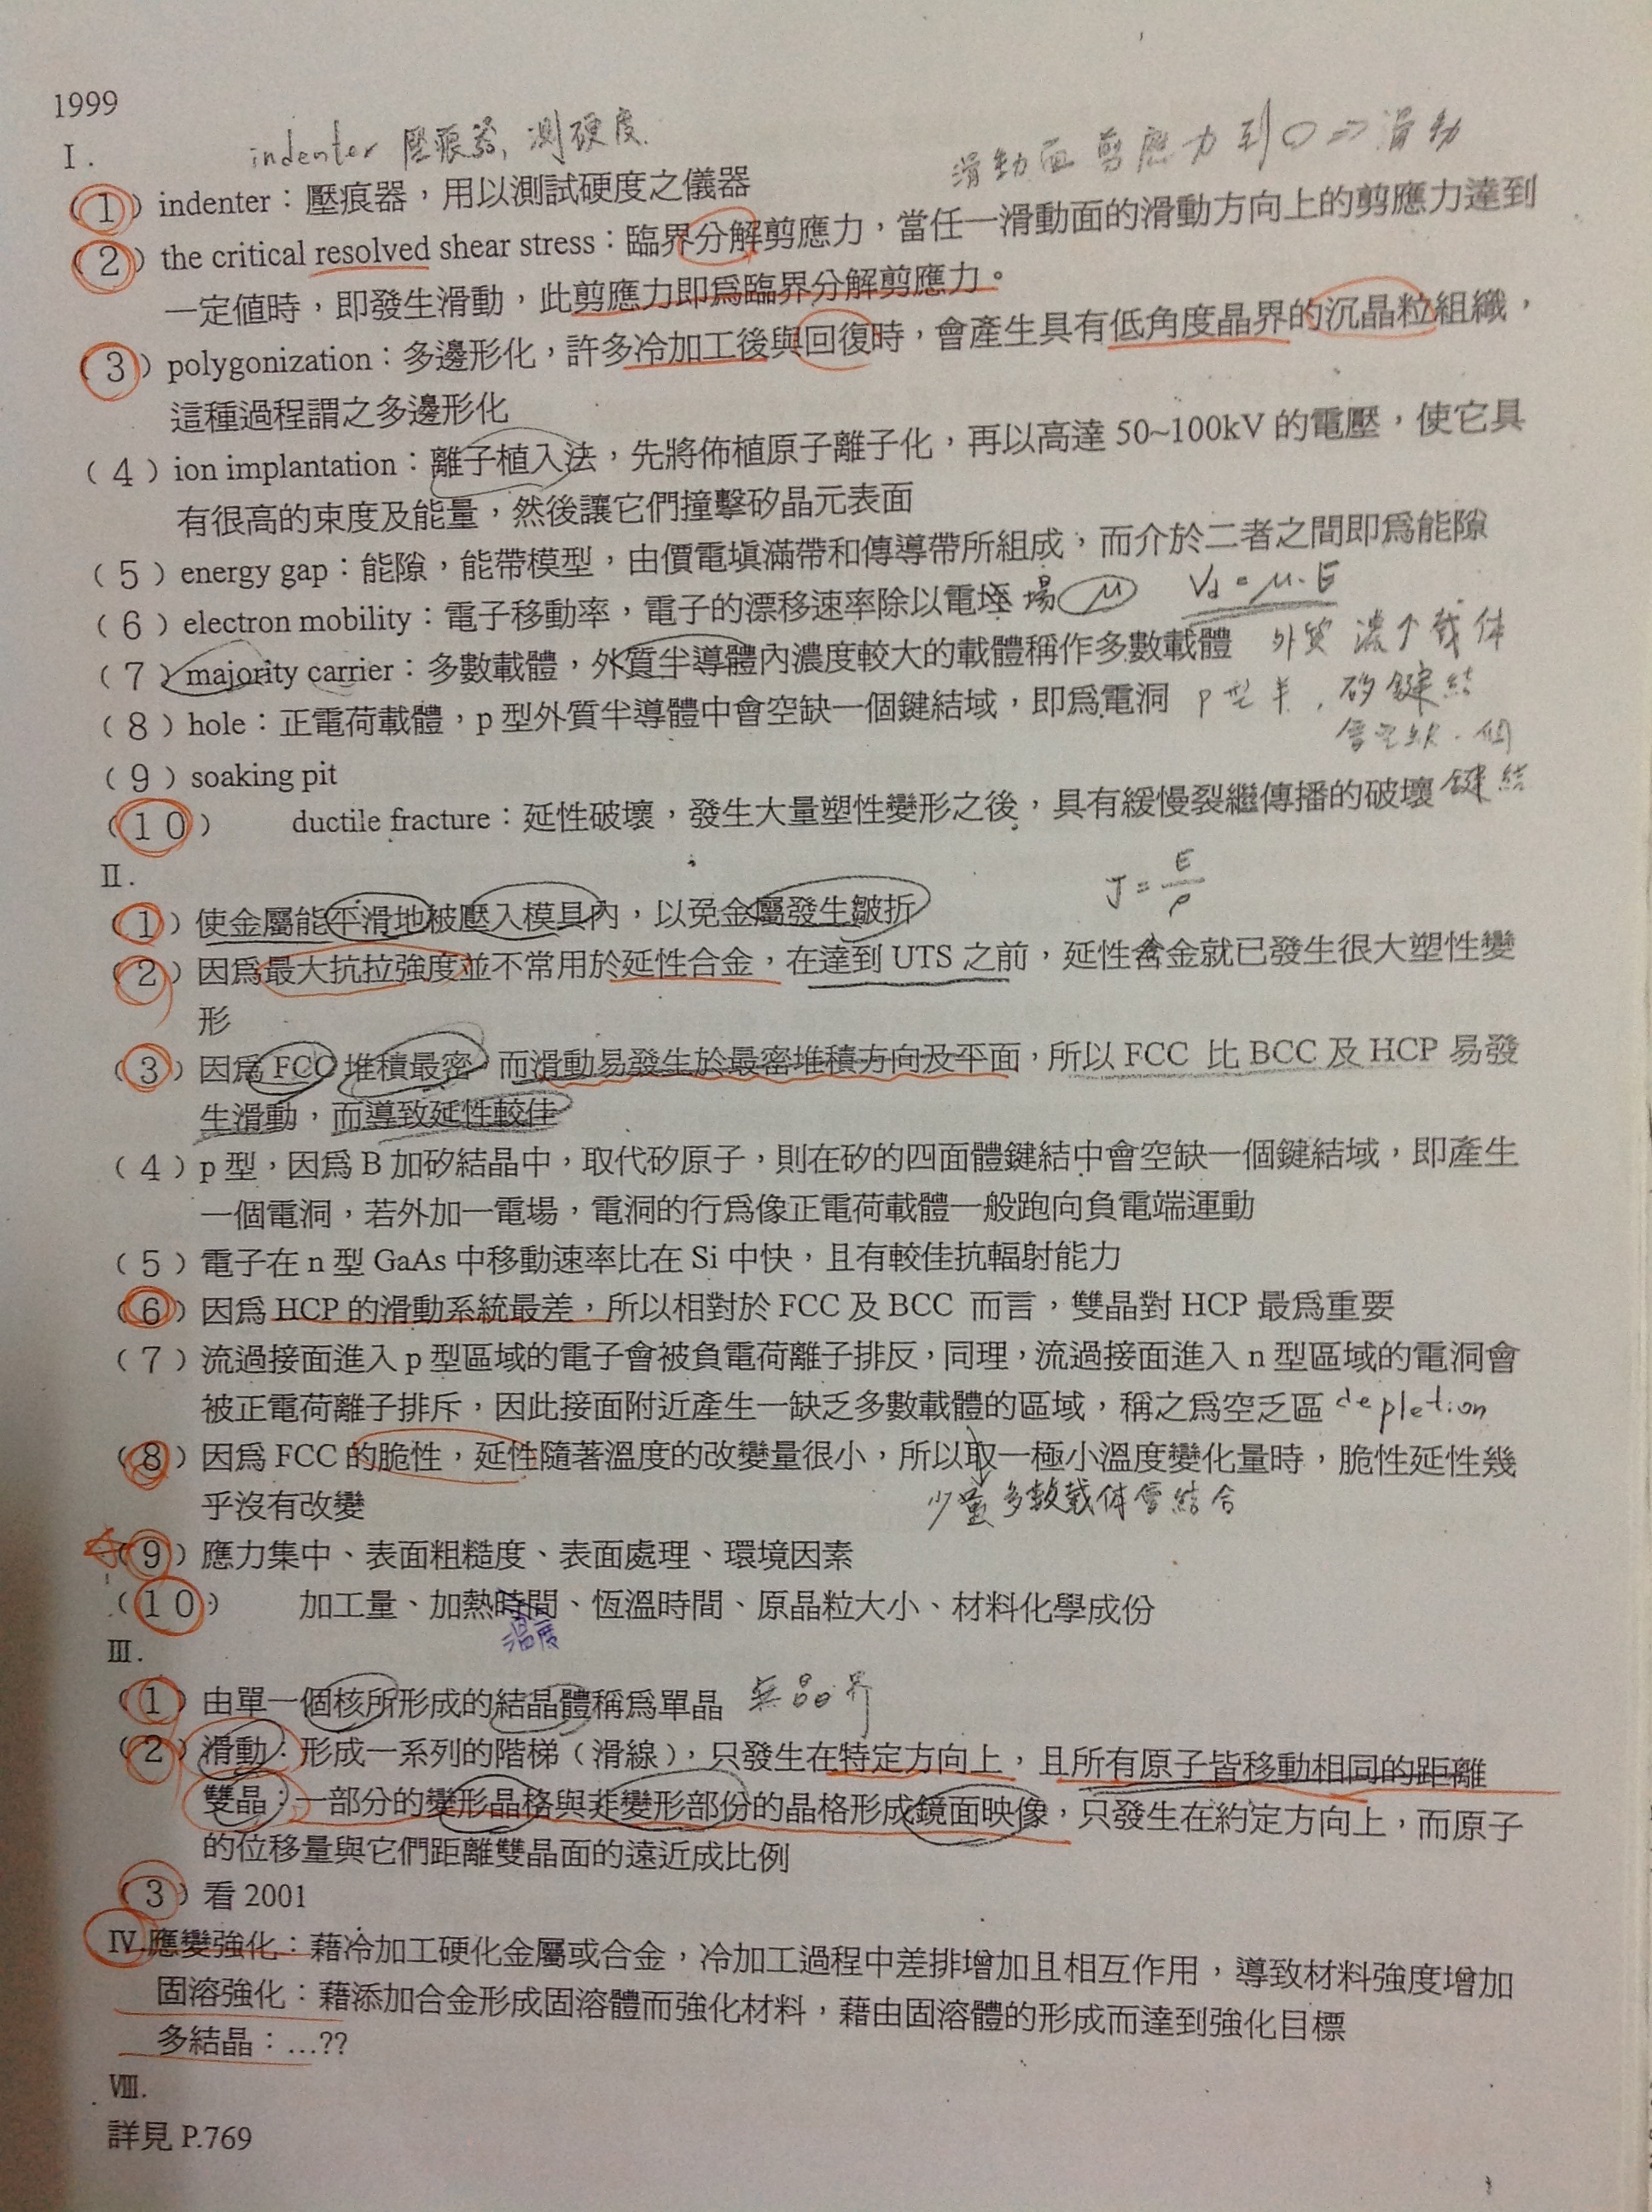 1999
I.
indenter 壓痕器, 測硬度.
滑動面 剪應力到 ⇒ 滑動
(1) indenter：壓痕器，用以測試硬度之儀器
(2) the critical resolved shear stress：臨界分解剪應力，當任一滑動面的滑動方向上的剪應力達到
一定值時，即發生滑動，此剪應力即爲臨界分解剪應力。
(3) polygonization：多邊形化，許多冷加工後與回復時，會產生具有低角度晶界的沉晶粒組織，
這種過程謂之多邊形化
(4) ion implantation：離子植入法，先將佈植原子離子化，再以高達 50~100kV 的電壓，使它具
有很高的束度及能量，然後讓它們撞擊矽晶元表面
(5) energy gap：能隙，能帶模型，由價電填滿帶和傳導帶所組成，而介於二者之間即爲能隙
(6) electron mobility：電子移動率，電子的漂移速率除以電 場 μ Vd = μ·E
(7) majority carrier：多數載體，外質半導體內濃度較大的載體稱作多數載體 外質 濃 載体
(8) hole：正電荷載體，p 型外質半導體中會空缺一個鍵結域，即爲電洞 p型半，矽鍵結
會空缺一個
(9) soaking pit
鍵結
(10) ductile fracture：延性破壞，發生大量塑性變形之後，具有緩慢裂繼傳播的破壞
II.
J = E/ρ
(1) 使金屬能平滑地被壓入模具內，以免金屬發生皺折
(2) 因爲最大抗拉強度並不常用於延性合金，在達到 UTS 之前，延性合金就已發生很大塑性變
形
(3) 因爲 FCC 堆積最密，而滑動易發生於最密堆積方向及平面，所以 FCC 比 BCC 及 HCP 易發
生滑動，而導致延性較佳
(4) p 型，因爲 B 加矽結晶中，取代矽原子，則在矽的四面體鍵結中會空缺一個鍵結域，即產生
一個電洞，若外加一電場，電洞的行爲像正電荷載體一般跑向負電端運動
(5) 電子在 n 型 GaAs 中移動速率比在 Si 中快，且有較佳抗輻射能力
(6) 因爲 HCP 的滑動系統最差，所以相對於 FCC 及 BCC 而言，雙晶對 HCP 最爲重要
(7) 流過接面進入 p 型區域的電子會被負電荷離子排反，同理，流過接面進入 n 型區域的電洞會
被正電荷離子排斥，因此接面附近產生一缺乏多數載體的區域，稱之爲空乏區 depletion
(8) 因爲 FCC 的脆性，延性隨著溫度的改變量很小，所以取一極小溫度變化量時，脆性延性幾
乎沒有改變
少量多數載体會結合
(9) 應力集中、表面粗糙度、表面處理、環境因素
(10) 加工量、加熱時間、恆溫時間、原晶粒大小、材料化學成份
溫度
III.
(1) 由單一個核所形成的結晶體稱爲單晶 無晶界
(2) 滑動：形成一系列的階梯（滑線），只發生在特定方向上，且所有原子皆移動相同的距離
雙晶：一部分的變形晶格與非變形部份的晶格形成鏡面映像，只發生在約定方向上，而原子
的位移量與它們距離雙晶面的遠近成比例
(3) 看 2001
IV.應變強化：藉冷加工硬化金屬或合金，冷加工過程中差排增加且相互作用，導致材料強度增加
固溶強化：藉添加合金形成固溶體而強化材料，藉由固溶體的形成而達到強化目標
多結晶：…??
VIII.
詳見 P.769